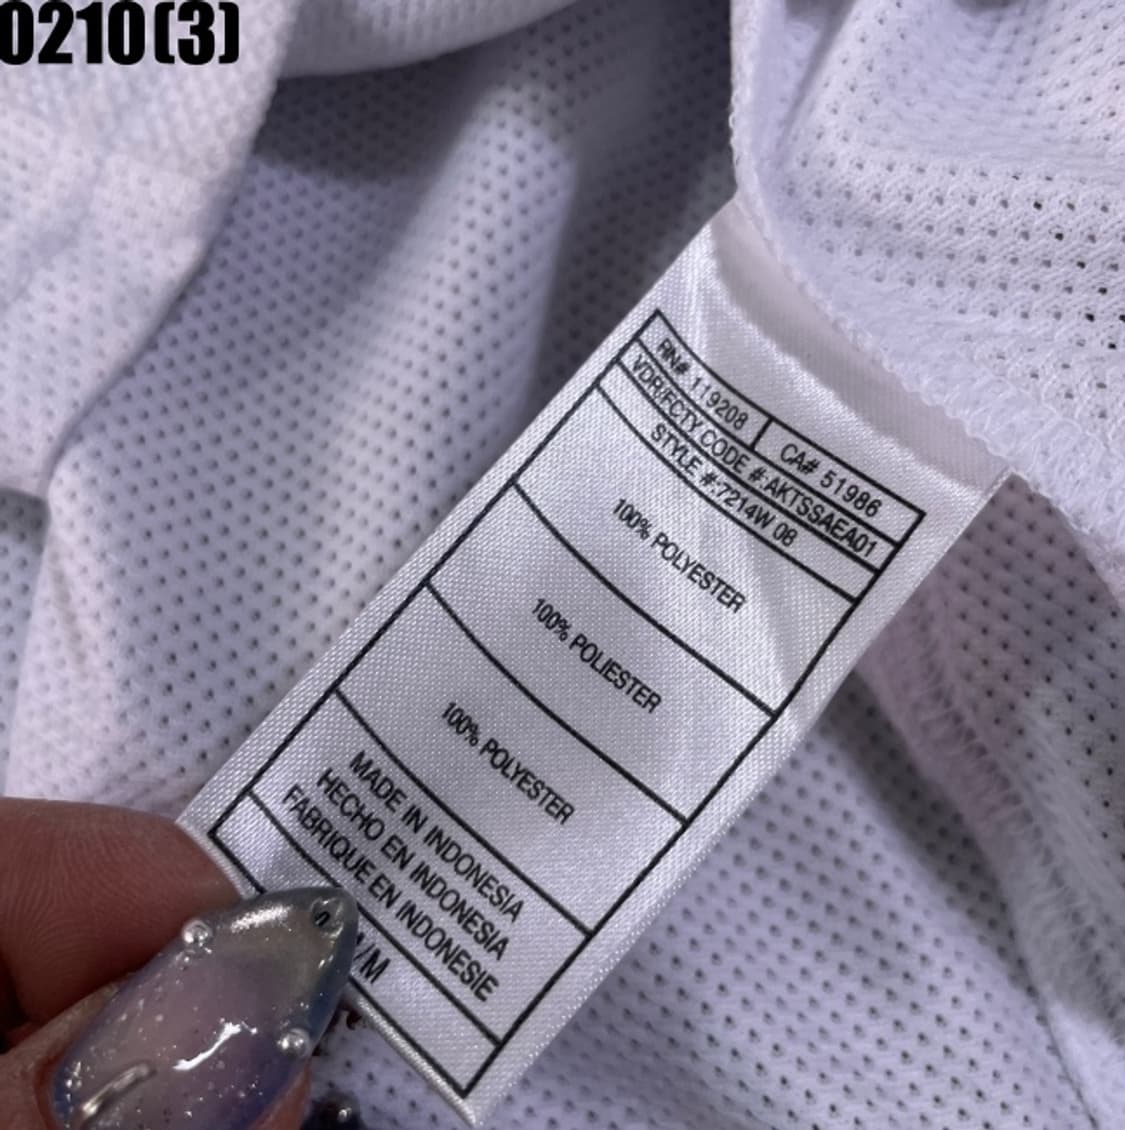 0210(3)
RN# 119208 CA# 51986
VDR/FCTY CODE #:AKTSSAEA01
STYLE #:7214W 08
100% POLYESTER
100% POLIESTER
100% POLYESTER
MADE IN INDONESIA
HECHO EN INDONESIA
FABRIQUE EN INDONESIE
/M